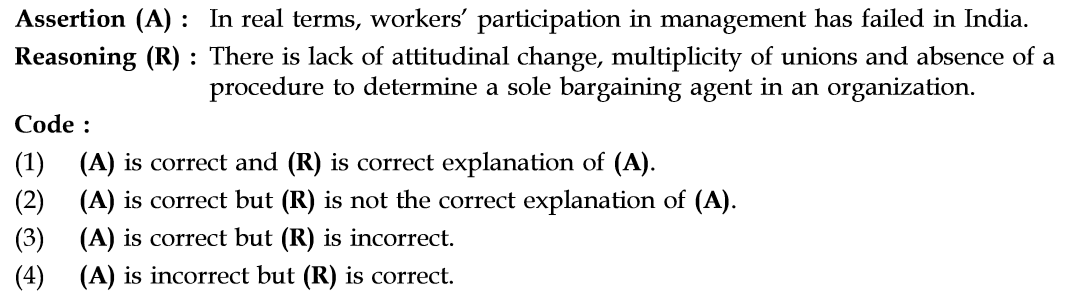 Assertion (A) : In real terms, workers' participation in management has failed in India.
Reasoning (R) : There is lack of attitudinal change, multiplicity of unions and absence of a
procedure to determine a sole bargaining agent in an organization.
Code :
(1) (A) is correct and (R) is correct explanation of (A).
(2) (A) is correct but (R) is not the correct explanation of (A).
(3) (A) is correct but (R) is incorrect.
(4) (A) is incorrect but (R) is correct.